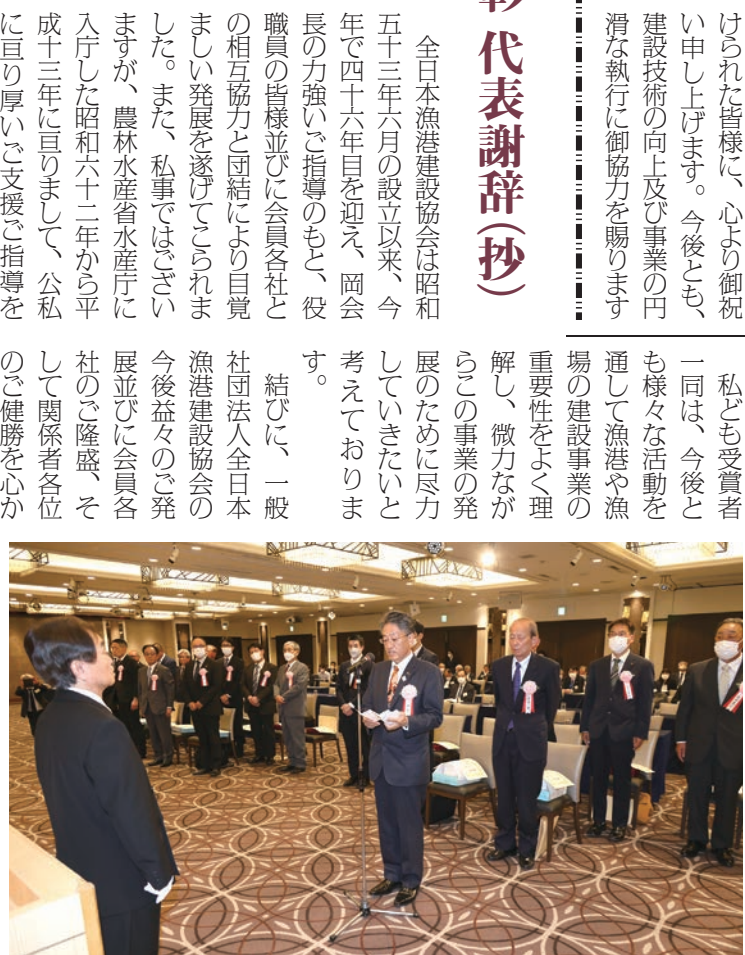 けられた皆様に、心より御祝
い申し上げます。今後とも、
建設技術の向上及び事業の円
滑な執行に御協力を賜ります
代表謝辞(抄)
全日本漁港建設協会は昭和
五十三年六月の設立以来、今
年で四十六年目を迎え、岡会
長の力強いご指導のもと、役
職員の皆様並びに会員各社と
の相互協力と団結により目覚
ましい発展を遂げてこられま
した。また、私事ではござい
ますが、農林水産省水産庁に
入庁した昭和六十二年から平
成十三年に亘りまして、公私
に亘り厚いご支援ご指導を
私ども受賞者
一同は、今後と
も様々な活動を
通して漁港や漁
場の建設事業の
重要性をよく理
解し、微力なが
らこの事業の発
展のために尽力
していきたいと
考えておりま
す。
結びに、一般
社団法人全日本
漁港建設協会の
今後益々のご発
展並びに会員各
社のご隆盛、そ
して関係者各位
のご健勝を心か